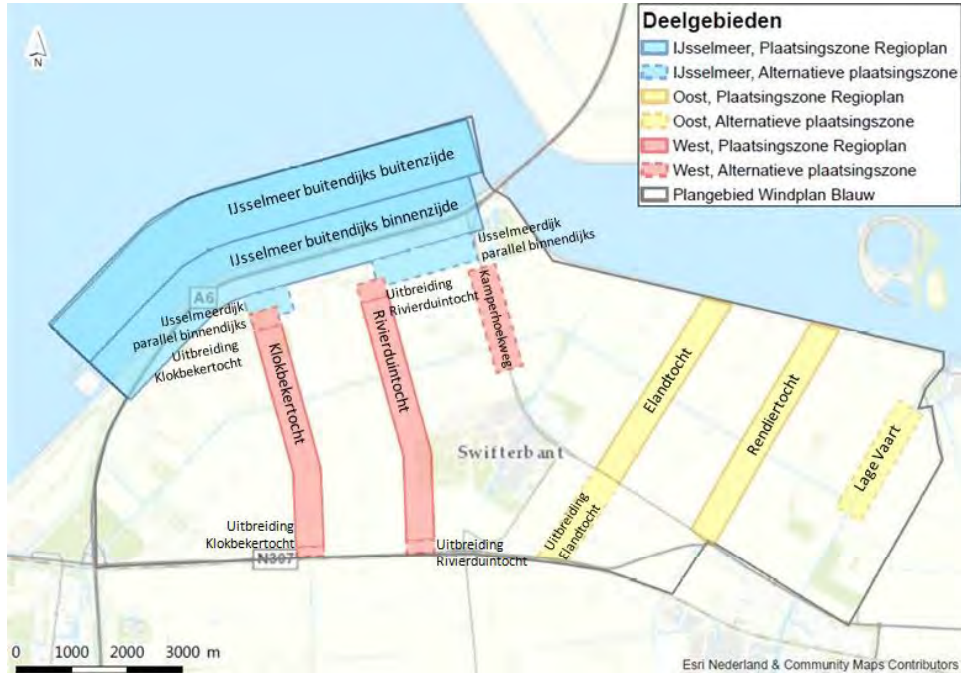 N
Deelgebieden
IJsselmeer, Plaatsingszone Regioplan
IJsselmeer, Alternatieve plaatsingszone
Oost, Plaatsingszone Regioplan
Oost, Alternatieve plaatsingszone
West, Plaatsingszone Regioplan
West, Alternatieve plaatsingszone
Plangebied Windplan Blauw
IJsselmeer buitendijks buitenzijde
IJsselmeer buitendijks binnenzijde
IJsselmeerdijk
parallel binnendijks
A6
IJsselmeerdijk
parallel binnendijks
Uitbreiding
Klokbekertocht
Uitbreiding
Rivierduintocht
Kamperhoekweg
Klokbekertocht
Rivierduintocht
Elandtocht
Rendiertocht
Lage Vaart
Swifterbant
Uitbreiding
Elandtocht
Uitbreiding
Klokbekertocht
Uitbreiding
Rivierduintocht
N307
0 1000 2000 3000 m
Esri Nederland & Community Maps Contributors